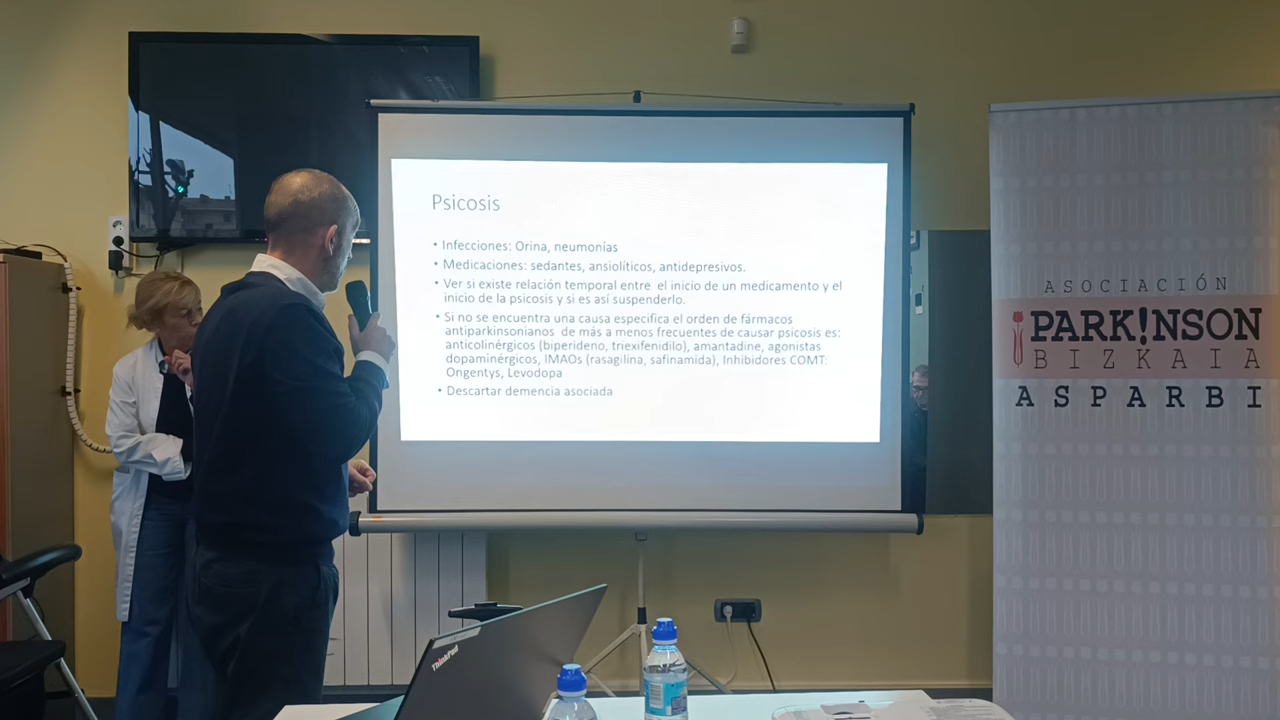 Psicosis
• Infecciones: Orina, neumonías
• Medicaciones: sedantes, ansiolíticos, antidepresivos.
• Ver si existe relación temporal entre el inicio de un medicamento y el
inicio de la psicosis y si es así suspenderlo.
• Si no se encuentra una causa especifica el orden de fármacos
antiparkinsonianos de más a menos frecuentes de causar psicosis es:
anticolinérgicos (biperideno, triexifenidilo), amantadine, agonistas
dopaminérgicos, IMAOs (rasagilina, safinamida), Inhibidores COMT:
Ongentys, Levodopa
• Descartar demencia asociada
ASOCIACIÓN
PARK!NSON
BIZKAIA
ASPARBI
ThinkPad